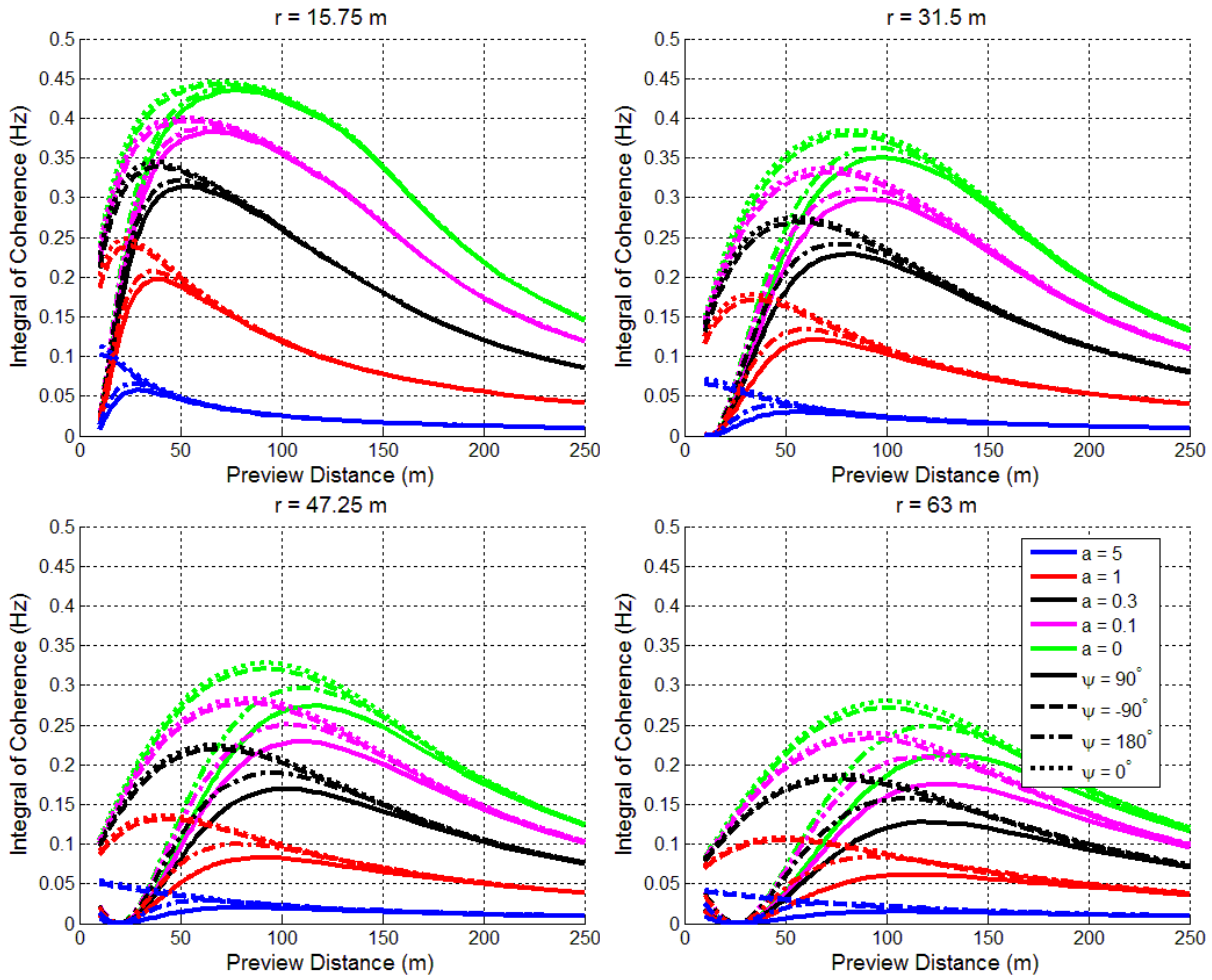 r = 15.75 m
Integral of Coherence (Hz)
0.5
0.45
0.4
0.35
0.3
0.25
0.2
0.15
0.1
0.05
0
0 50 100 150 200 250
Preview Distance (m)
r = 31.5 m
Integral of Coherence (Hz)
0.5
0.45
0.4
0.35
0.3
0.25
0.2
0.15
0.1
0.05
0
0 50 100 150 200 250
Preview Distance (m)
r = 47.25 m
Integral of Coherence (Hz)
0.5
0.45
0.4
0.35
0.3
0.25
0.2
0.15
0.1
0.05
0
0 50 100 150 200 250
Preview Distance (m)
r = 63 m
Integral of Coherence (Hz)
0.5
0.45
0.4
0.35
0.3
0.25
0.2
0.15
0.1
0.05
0
0 50 100 150 200 250
Preview Distance (m)
a = 5
a = 1
a = 0.3
a = 0.1
a = 0
ψ = 90°
ψ = -90°
ψ = 180°
ψ = 0°